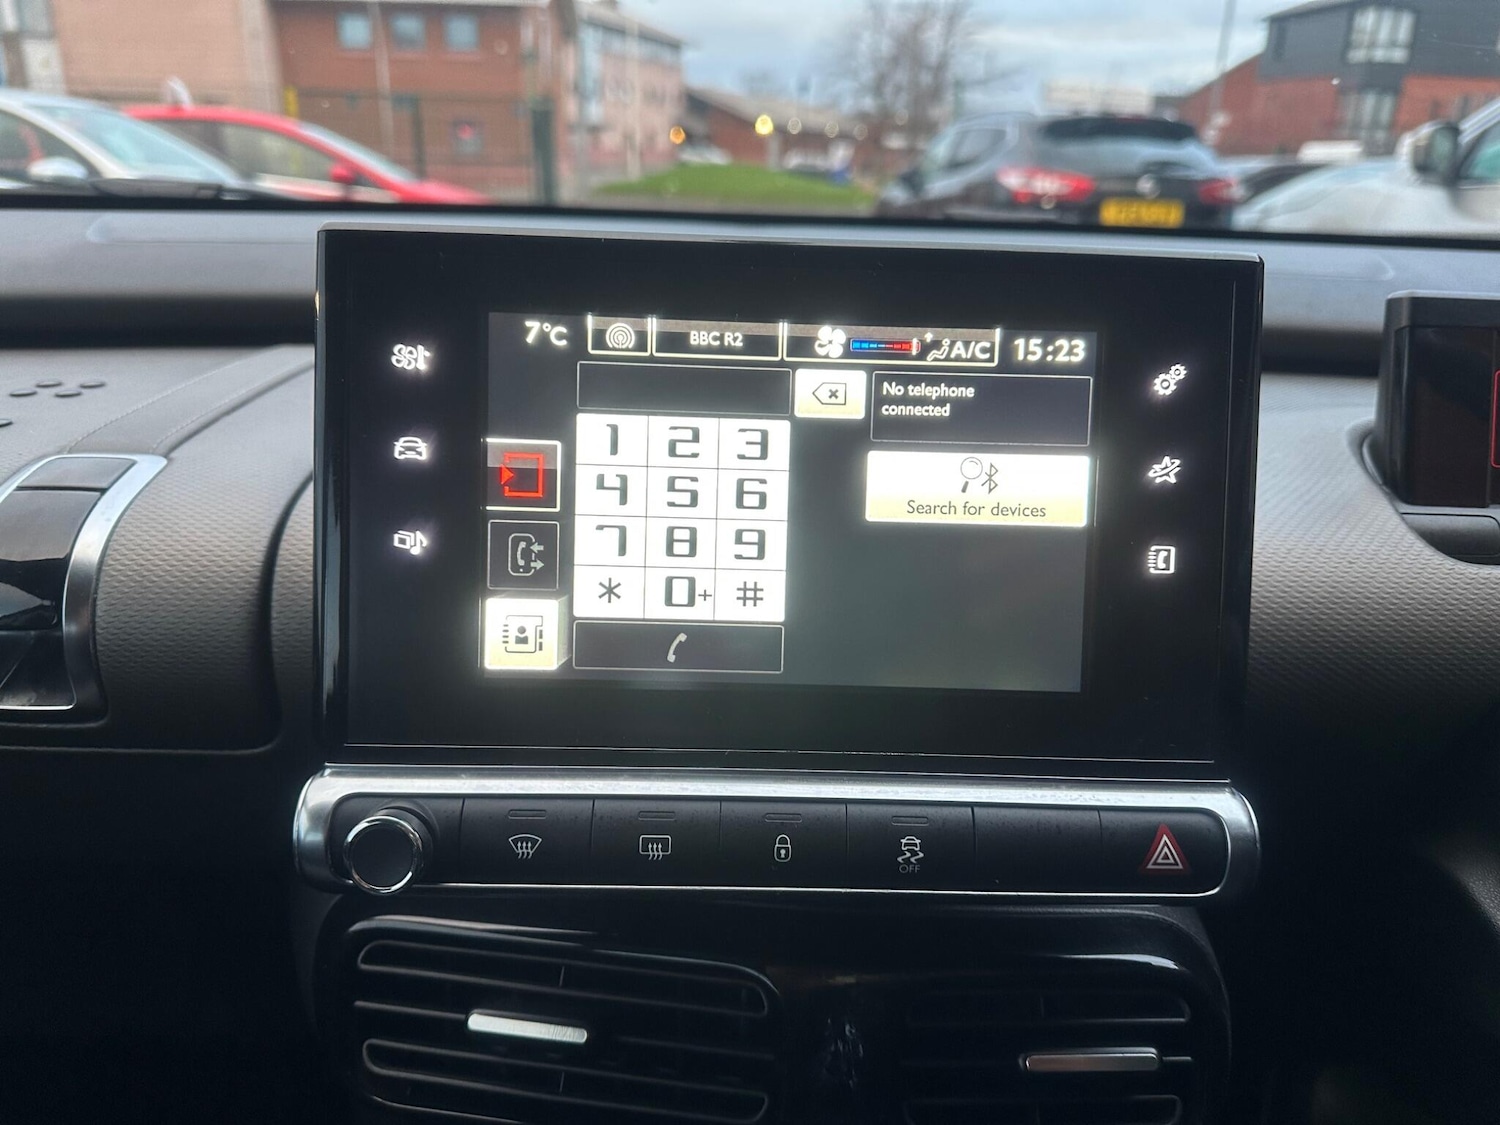 7°C BBC R2 A/C 15:23
No telephone
connected
1 2 3
4 5 6
7 8 9
* 0+ #
Search for devices
OFF